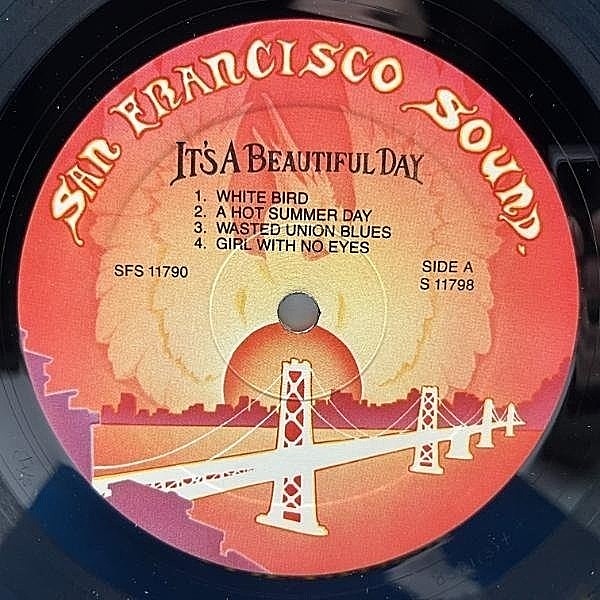 SAN FRANCISCO SOUND.
IT'S A BEAUTIFUL DAY
1. WHITE BIRD
2. A HOT SUMMER DAY
3. WASTED UNION BLUES
4. GIRL WITH NO EYES
SFS 11790
SIDE A
S 11798